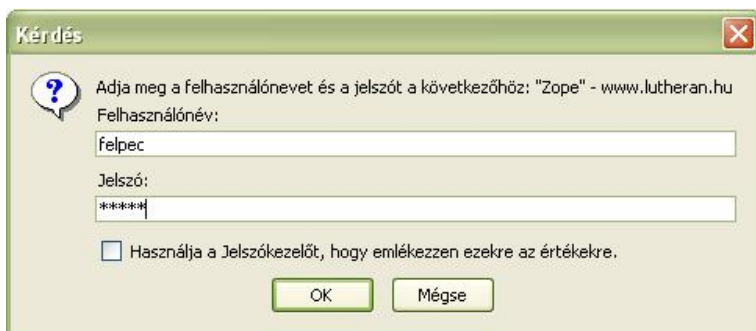 Kérdés
Adja meg a felhasználónevet és a jelszót a következőhöz: "Zope" - www.lutheran.hu
Felhasználónév:
felpec
Jelszó:
*****
Használja a Jelszókezelőt, hogy emlékezzen ezekre az értékekre.
OK
Mégse